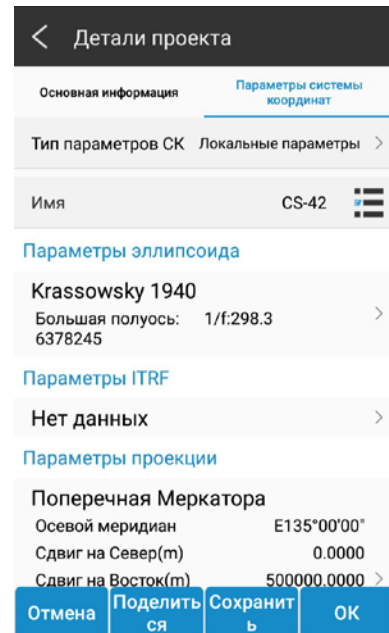 Детали проекта
Основная информация
Параметры системы
координат
Тип параметров СК Локальные параметры
Имя CS-42
Параметры эллипсоида
Krassowsky 1940
Большая полуось: 1/f:298.3
6378245
Параметры ITRF
Нет данных
Параметры проекции
Поперечная Меркатора
Осевой меридиан E135°00'00"
Сдвиг на Север(m) 0.0000
Сдвиг на Восток(m) 500000.0000
Отмена
Поделить
ся
Сохранит
ь
ОК